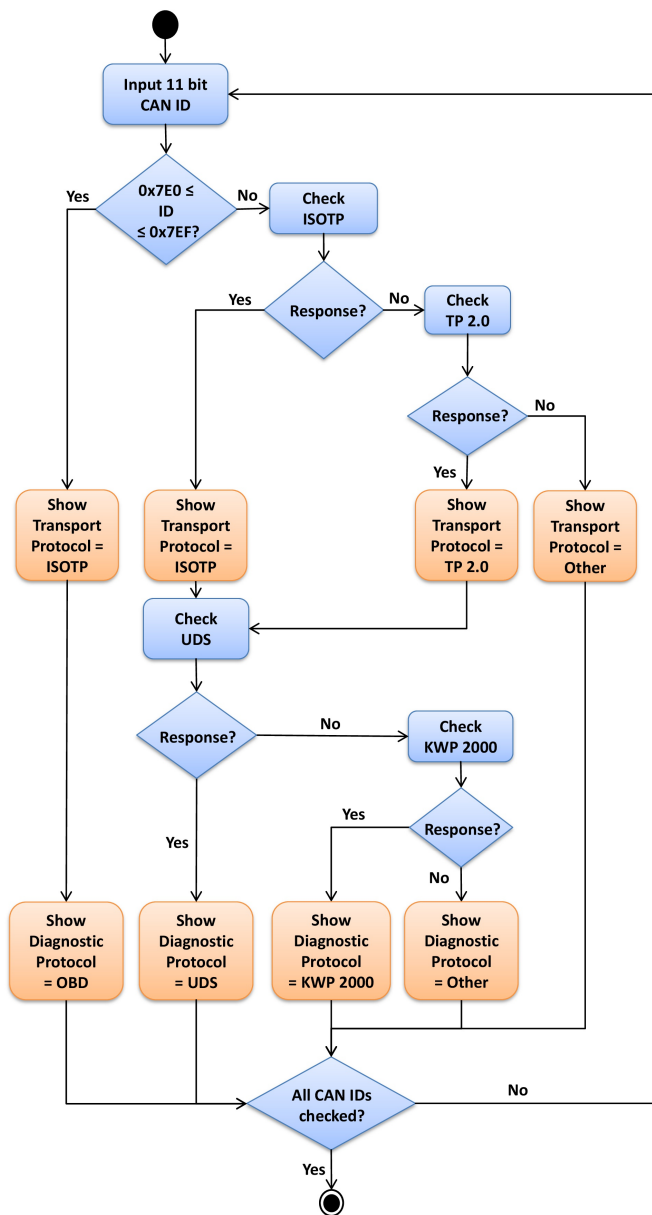 Input 11 bit
CAN ID
0x7E0 ≤
ID
≤ 0x7EF?
Yes
No
Check
ISOTP
Response?
Yes
No
Check
TP 2.0
Response?
No
Yes
Show
Transport
Protocol =
ISOTP
Show
Transport
Protocol =
ISOTP
Show
Transport
Protocol =
TP 2.0
Show
Transport
Protocol =
Other
Check
UDS
Response?
No
Check
KWP 2000
Yes
Yes
Response?
No
Show
Diagnostic
Protocol
= OBD
Show
Diagnostic
Protocol
= UDS
Show
Diagnostic
Protocol
= KWP 2000
Show
Diagnostic
Protocol
= Other
All CAN IDs
checked?
No
Yes